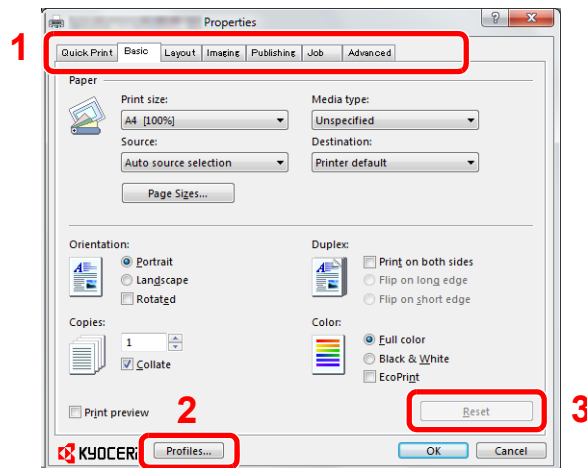 Properties
1
Quick Print Basic Layout Imaging Publishing Job Advanced
Paper
Print size: Media type:
A4 [100%] Unspecified
Source: Destination:
Auto source selection Printer default
Page Sizes...
Orientation: Duplex:
Portrait Print on both sides
Landscape Flip on long edge
Rotated Flip on short edge
Copies: Color:
1 Full color
Collate Black & White
EcoPrint
Print preview 2 Reset 3
KYOCER Profiles... OK Cancel